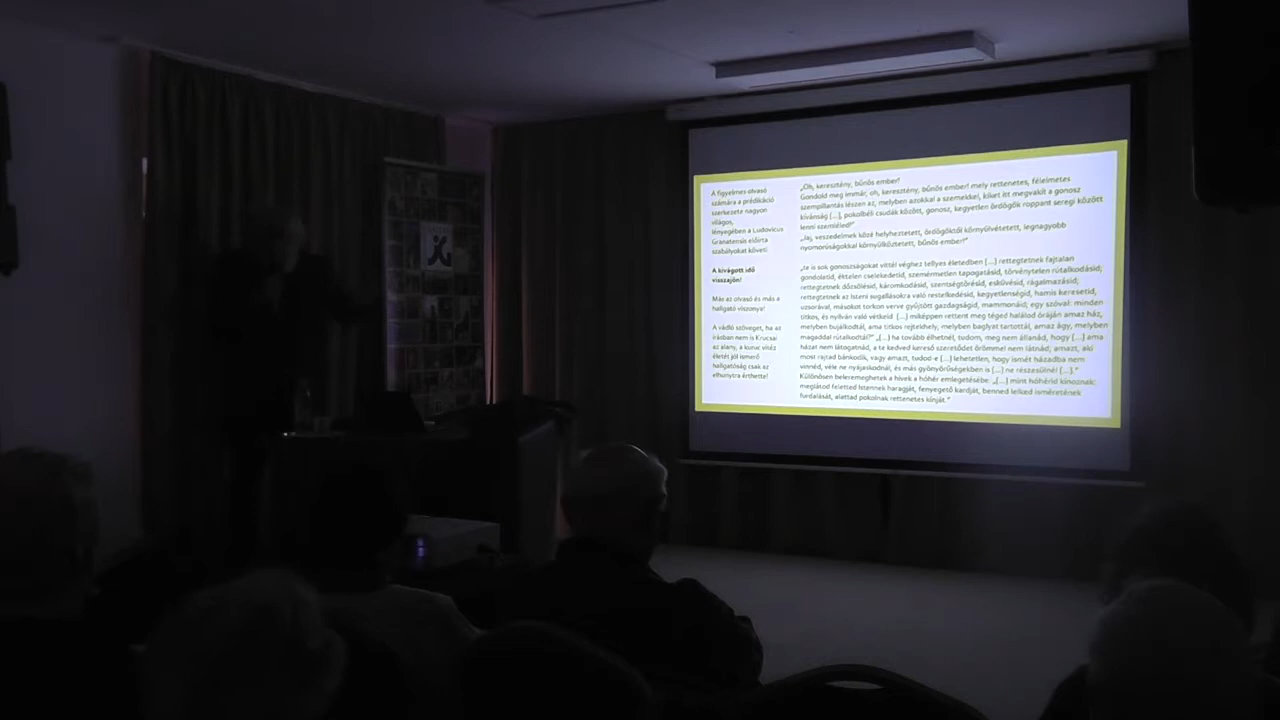 A figyelmes olvasó
számára a prédikáció
szerkezete nagyon
világos,
lényegében a Ludovicus
Granatensis előírta
szabályokat követi
A kivágott idő
visszajön!
Más az olvasó és más a
hallgató viszonya!
A vádló szöveget, ha az
írásban nem is Krucsai
az alany, a kuruc vitéz
életét jól ismerő
hallgatóság csak az
elhunytra érthette!
„Oh, keresztény, bűnös ember!
Gondold meg immár, oh, keresztény, bűnös ember! mely rettenetes, félelmetes
szempillantás lészen az, melyben azokkal a szemekkel, kiket itt megvakít a gonosz
kívánság [...], pokolbéli csudák között, gonosz, kegyetlen ördögök roppant seregi között
lenni szemléled!”
„Jaj, veszedelmek közé helyheztetett, ördögöktől környülvétetett, legnagyobb
nyomorúságokkal környülköztetett, bűnös ember!”
„te is sok gonoszságokat vittél véghez tellyes életedben [...] rettegtetnek fajtalan
gondolatid, éktelen cselekedetid, szemérmetlen tapogatásid, törvénytelen rútalkodásid;
rettegtetnek dőzsölésid, káromkodásid, szentségtörésid, esküvésid, rágalmazásid;
rettegtetnek az Isteni sugallásokra való restelkedésid, kegyetlenségid, hamis keresetid,
uzsorával, másokot torkon verve gyűjtött gazdagságid, mammonáid; egy szóval: minden
titkos, és nyilván való vétkeid [...] miképpen rettent meg téged halálod óráján amaz ház,
melyben bujálkodtál, ama titkos rejtekhely, melyben baglyat tartottál, amaz ágy, melyben
magaddal rútalkodtál?” „[...] ha tovább élhetnél, tudom, meg nem állanád, hogy [...] ama
házat nem látogatnád, a te kedved kereső szeretődet örömmel nem látnád; amazt, aki
most rajtad bánkodik, vagy amazt, tudod-e [...] lehetetlen, hogy ismét házadba nem
vinnéd, véle ne nyájaskodnál, és más gyönyörűségekben is [...] ne részesülnél [...].”
Különösen beleremeghetek a hívek a hóhér emlegetésébe: „[...] mint hóhérid kínoznak:
meglátod feletted Istennek haragját, fenyegető kardját, benned lelked isméretének
furdalását, alattad pokolnak rettenetes kínját.”